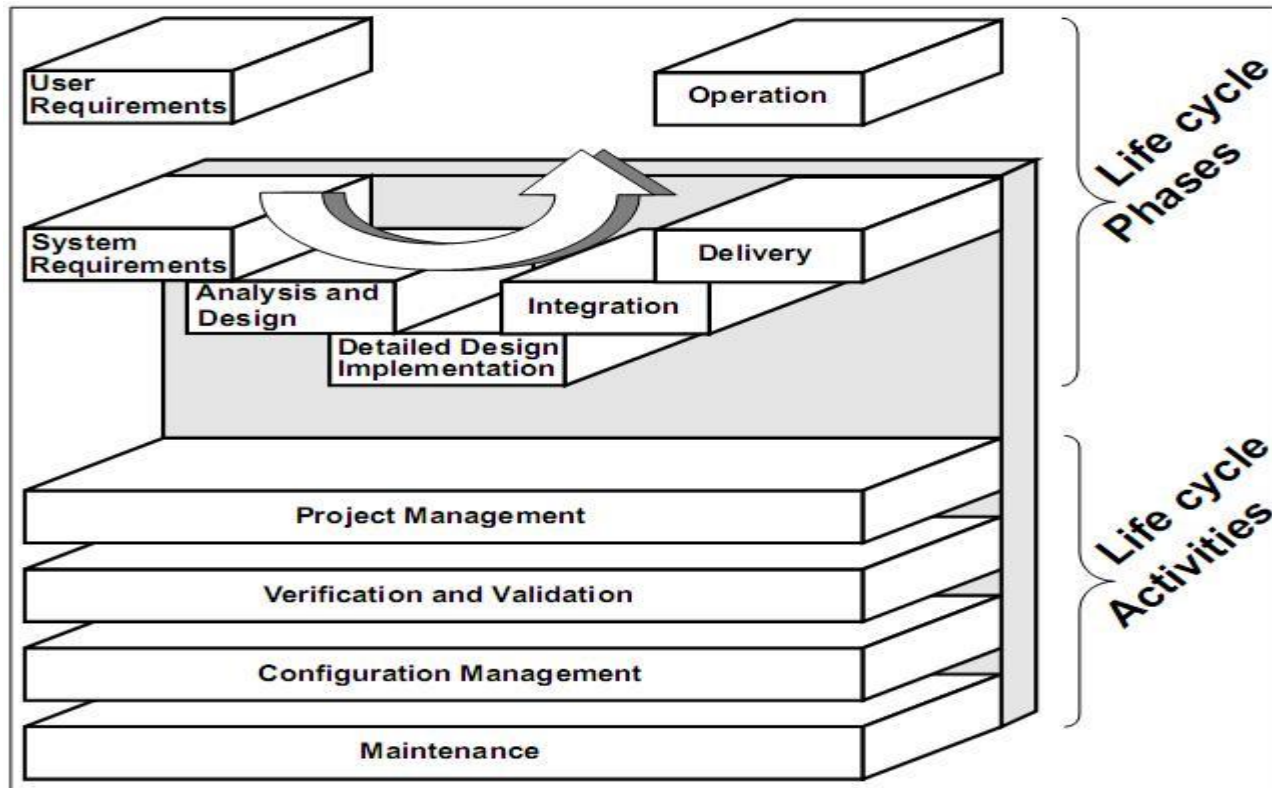 User
Requirements
Operation
System
Requirements
Delivery
Analysis and
Design
Integration
Detailed Design
Implementation
Life cycle
Phases
Project Management
Verification and Validation
Configuration Management
Maintenance
Life cycle
Activities